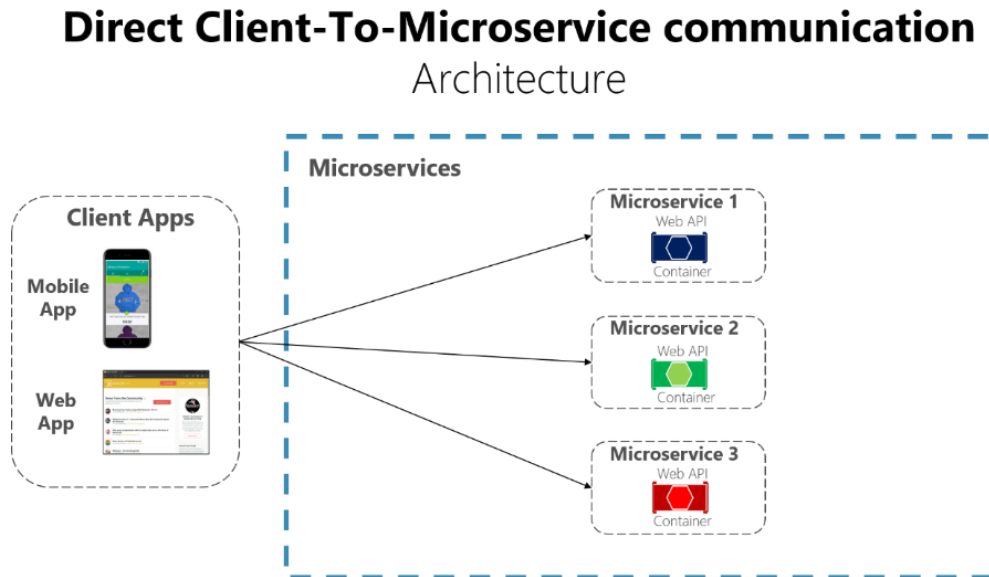 Direct Client-To-Microservice communication
Architecture
Microservices
Client Apps
Mobile
App
Web
App
Microservice 1
Web API
Container
Microservice 2
Web API
Container
Microservice 3
Web API
Container